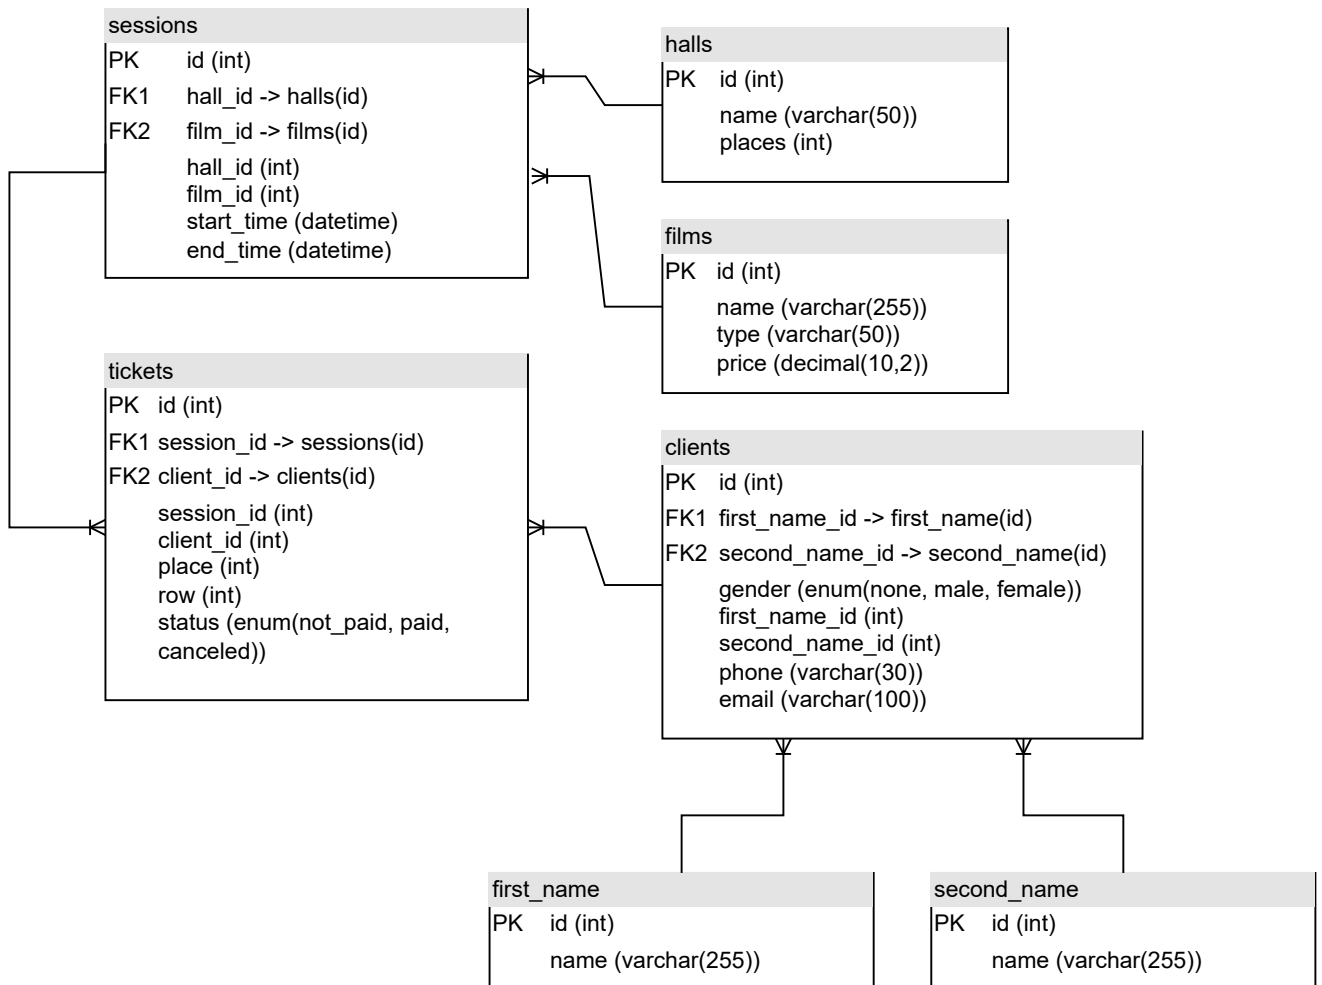 sessions
PK id (int)
FK1 hall_id -> halls(id)
FK2 film_id -> films(id)
hall_id (int)
film_id (int)
start_time (datetime)
end_time (datetime)
halls
PK id (int)
name (varchar(50))
places (int)
films
PK id (int)
name (varchar(255))
type (varchar(50))
price (decimal(10,2))
tickets
PK id (int)
FK1 session_id -> sessions(id)
FK2 client_id -> clients(id)
session_id (int)
client_id (int)
place (int)
row (int)
status (enum(not_paid, paid,
canceled))
clients
PK id (int)
FK1 first_name_id -> first_name(id)
FK2 second_name_id -> second_name(id)
gender (enum(none, male, female))
first_name_id (int)
second_name_id (int)
phone (varchar(30))
email (varchar(100))
first_name
PK id (int)
name (varchar(255))
second_name
PK id (int)
name (varchar(255))